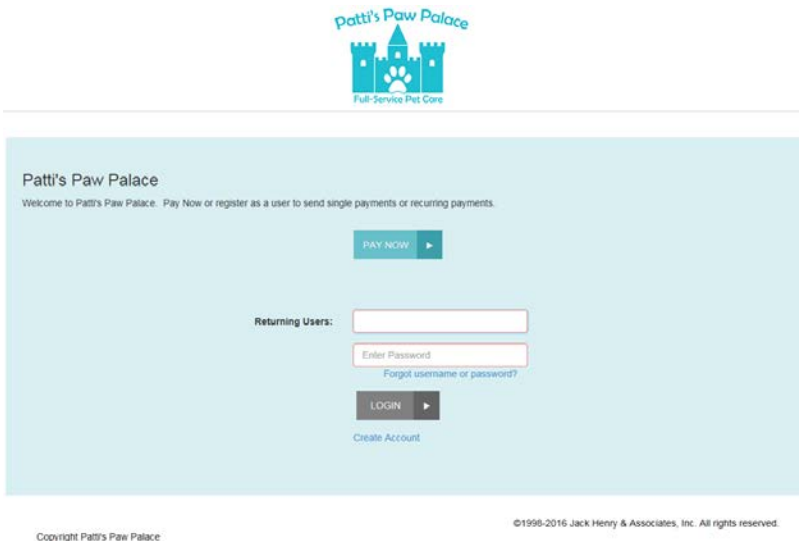 Patti's Paw Palace
Full-Service Pet Care
Patti's Paw Palace
Welcome to Patti's Paw Palace. Pay Now or register as a user to send single payments or recurring payments.
PAY NOW
Returning Users:
Enter Password
Forgot username or password?
LOGIN
Create Account
©1998-2016 Jack Henry & Associates, Inc. All rights reserved.
Copyright Patti's Paw Palace